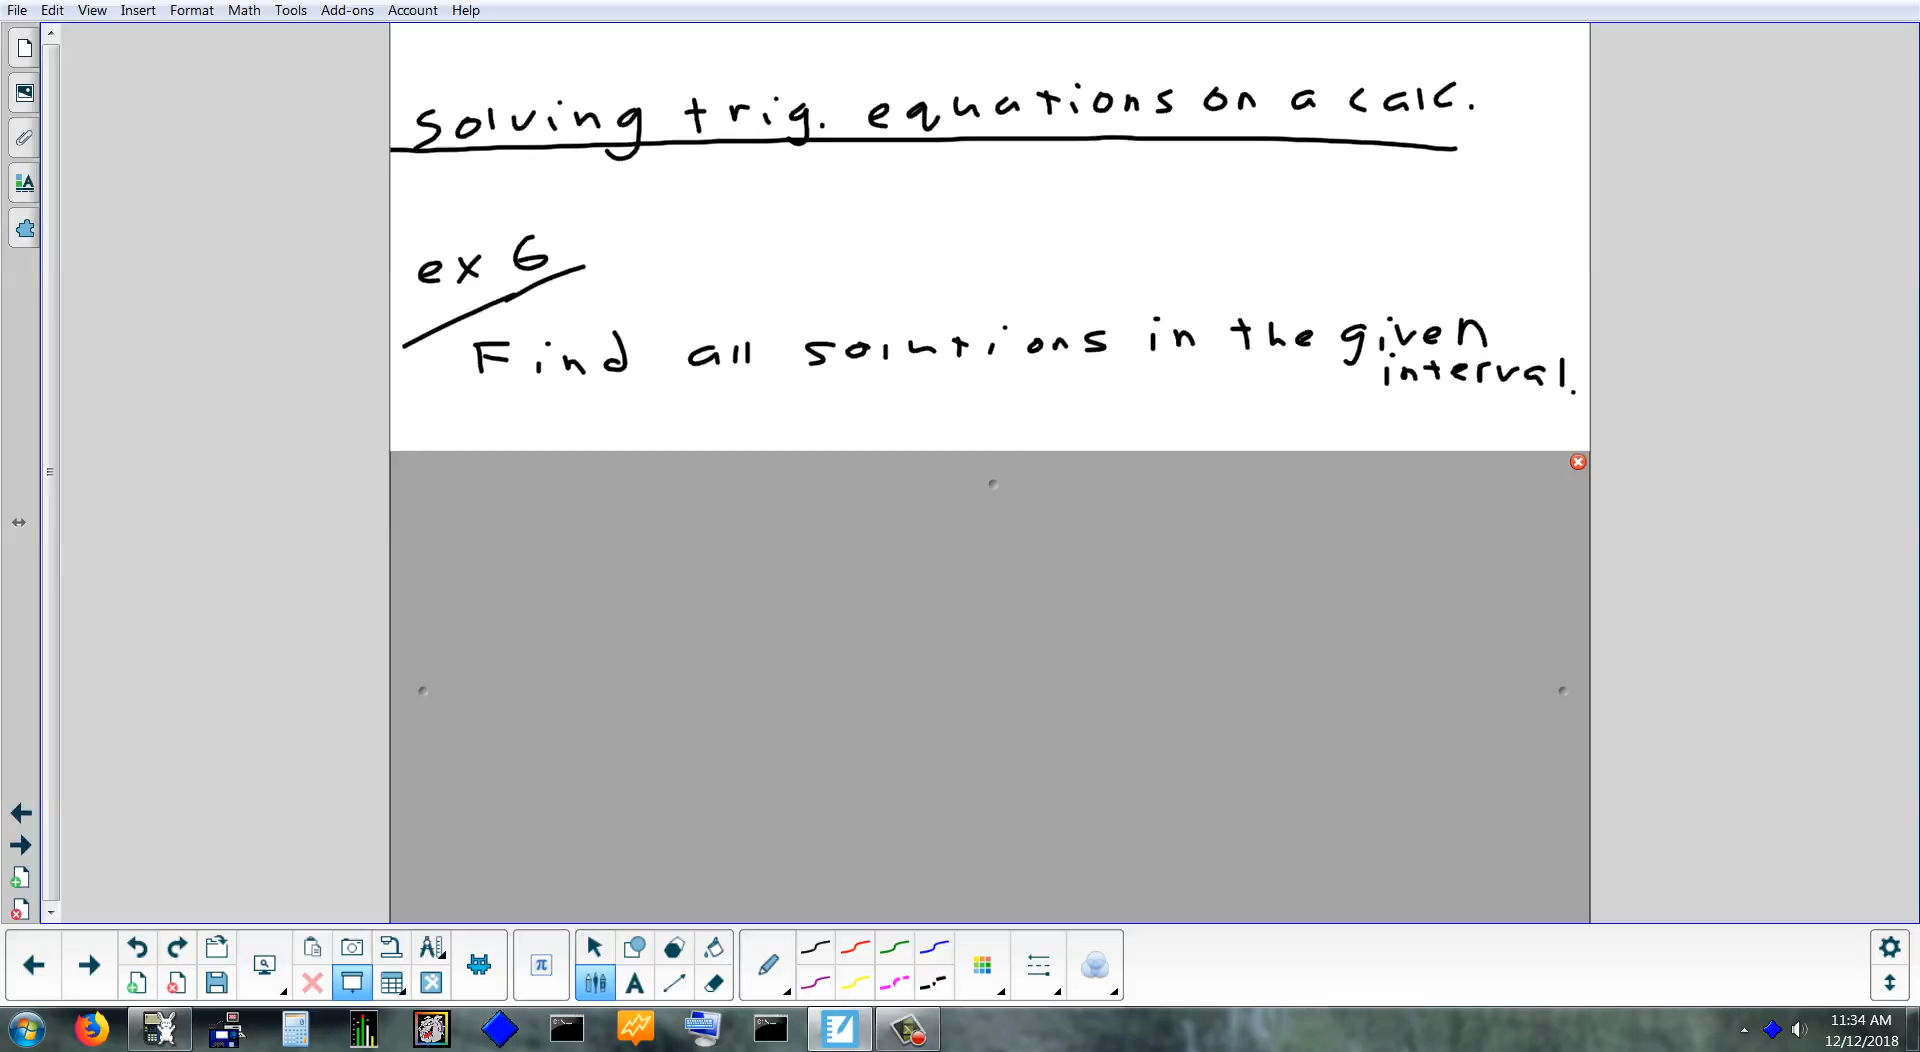 File Edit View Insert Format Math Tools Add-ons Account Help
solving trig. equations on a calc.
ex 6
Find all solutions in the given
interval.
11:34 AM
12/12/2018